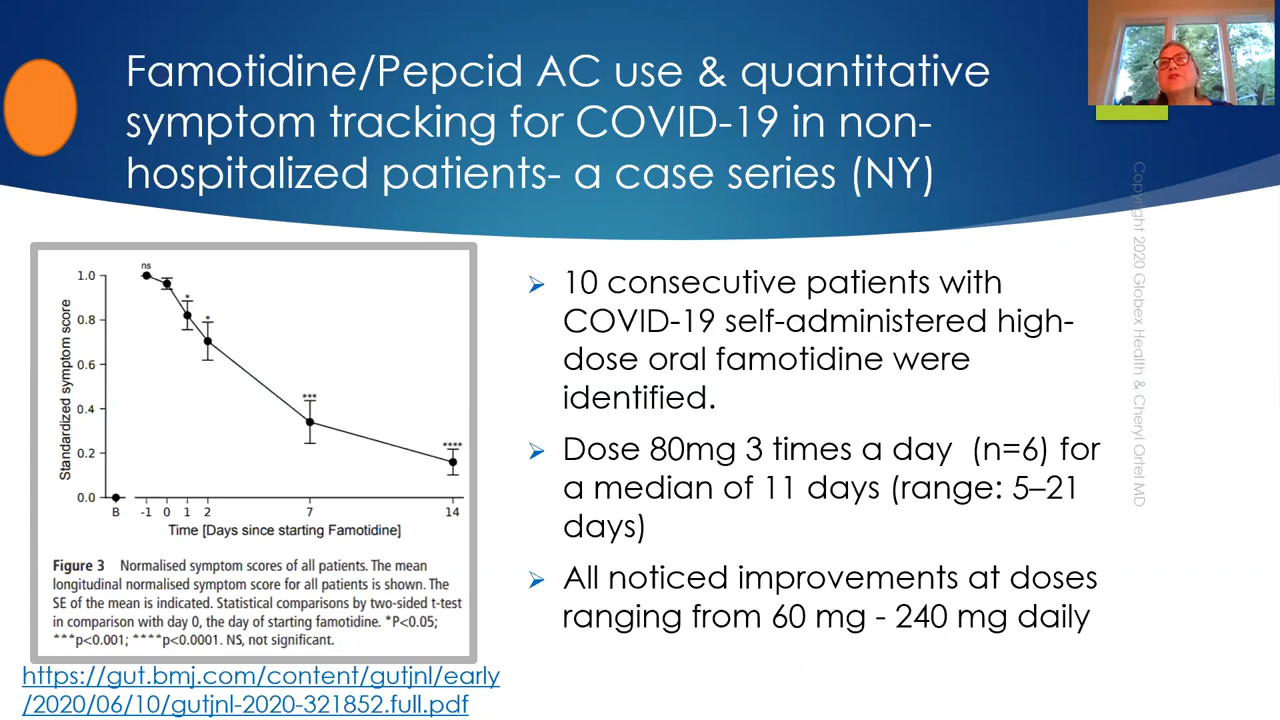 Famotidine/Pepcid AC use & quantitative
symptom tracking for COVID-19 in non-
hospitalized patients- a case series (NY)
ns
*
*
***
****
1.0
0.8
0.6
0.4
0.2
0.0
Standardized symptom score
B -1 0 1 2 7 14
Time [Days since starting Famotidine]
Figure 3 Normalised symptom scores of all patients. The mean
longitudinal normalised symptom score for all patients is shown. The
SE of the mean is indicated. Statistical comparisons by two-sided t-test
in comparison with day 0, the day of starting famotidine. *P<0.05;
***p<0.001; ****p<0.0001. NS, not significant.
https://gut.bmj.com/content/gutjnl/early
/2020/06/10/gutjnl-2020-321852.full.pdf
10 consecutive patients with
COVID-19 self-administered high-
dose oral famotidine were
identified.
Dose 80mg 3 times a day (n=6) for
a median of 11 days (range: 5–21
days)
All noticed improvements at doses
ranging from 60 mg - 240 mg daily
Copyright 2020 Globex Health & Cheryl Ortel MD